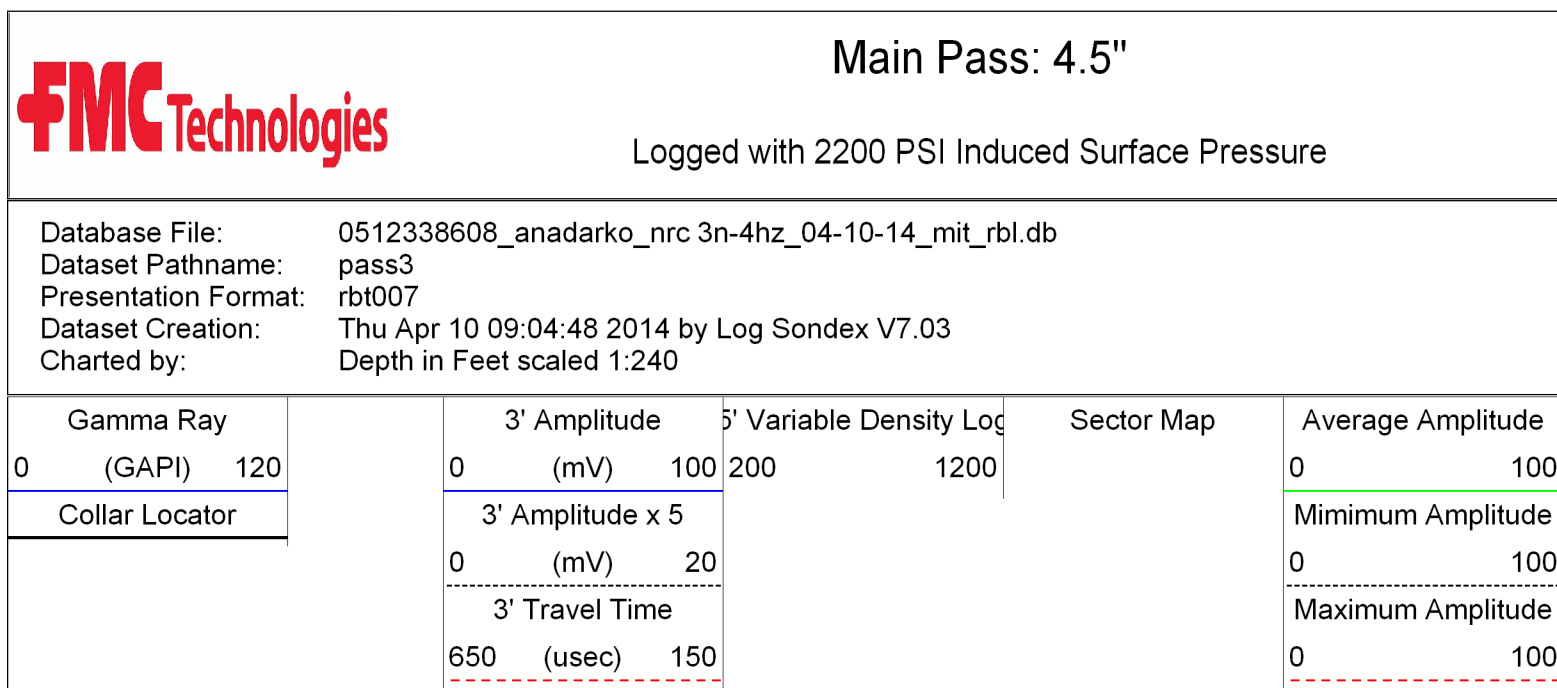 FMC Technologies
Main Pass: 4.5"
Logged with 2200 PSI Induced Surface Pressure
Database File: 0512338608_anadarko_nrc 3n-4hz_04-10-14_mit_rbl.db
Dataset Pathname: pass3
Presentation Format: rbt007
Dataset Creation: Thu Apr 10 09:04:48 2014 by Log Sondex V7.03
Charted by: Depth in Feet scaled 1:240
Gamma Ray
0 (GAPI) 120
Collar Locator
3' Amplitude
0 (mV) 100
3' Amplitude x 5
0 (mV) 20
3' Travel Time
650 (usec) 150
5' Variable Density Log
200 1200
Sector Map
Average Amplitude
0 100
Mimimum Amplitude
0 100
Maximum Amplitude
0 100